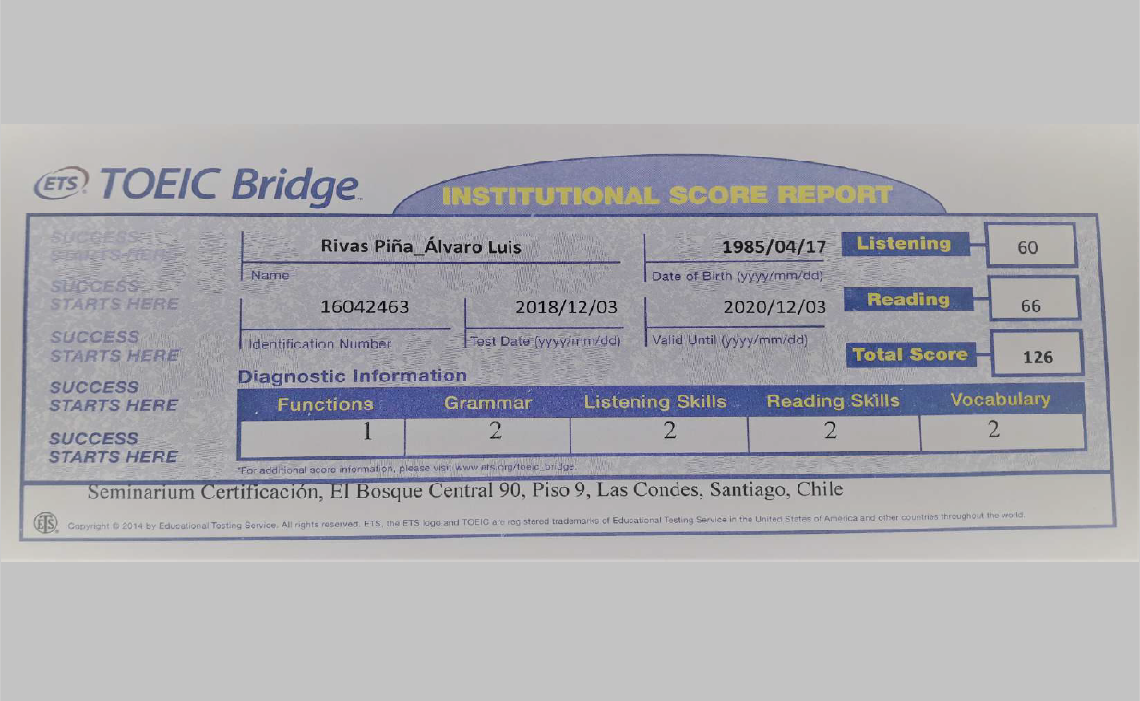 ETS® TOEIC Bridge™
INSTITUTIONAL SCORE REPORT
SUCCESS
STARTS HERE
SUCCESS
STARTS HERE
SUCCESS
STARTS HERE
SUCCESS
STARTS HERE
SUCCESS
STARTS HERE
Rivas Piña_Álvaro Luis
Name
1985/04/17
Date of Birth (yyyy/mm/dd)
Listening 60
16042463
Identification Number
2018/12/03
Test Date (yyyy/mm/dd)
2020/12/03
Valid Until (yyyy/mm/dd)
Reading 66
Total Score 126
Diagnostic Information
Functions Grammar Listening Skills Reading Skills Vocabulary
1 2 2 2 2
*For additional score information, please visit www.ets.org/toeic_bridge.
Seminarium Certificación, El Bosque Central 90, Piso 9, Las Condes, Santiago, Chile
ETS® Copyright © 2014 by Educational Testing Service. All rights reserved. ETS, the ETS logo and TOEIC are registered trademarks of Educational Testing Service in the United States of America and other countries throughout the world.